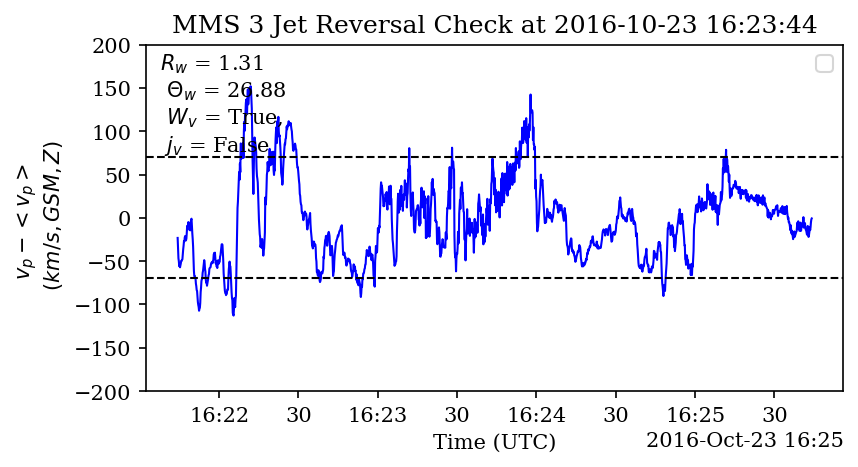 MMS 3 Jet Reversal Check at 2016-10-23 16:23:44
R_w = 1.31
Θ_w = 26.88
W_v = True,
j_v = False
v_p − < v_p >
(km/s, GSM, Z)
200
150
100
50
0
−50
−100
−150
−200
16:22 30 16:23 30 16:24 30 16:25 30
Time (UTC)
2016-Oct-23 16:25